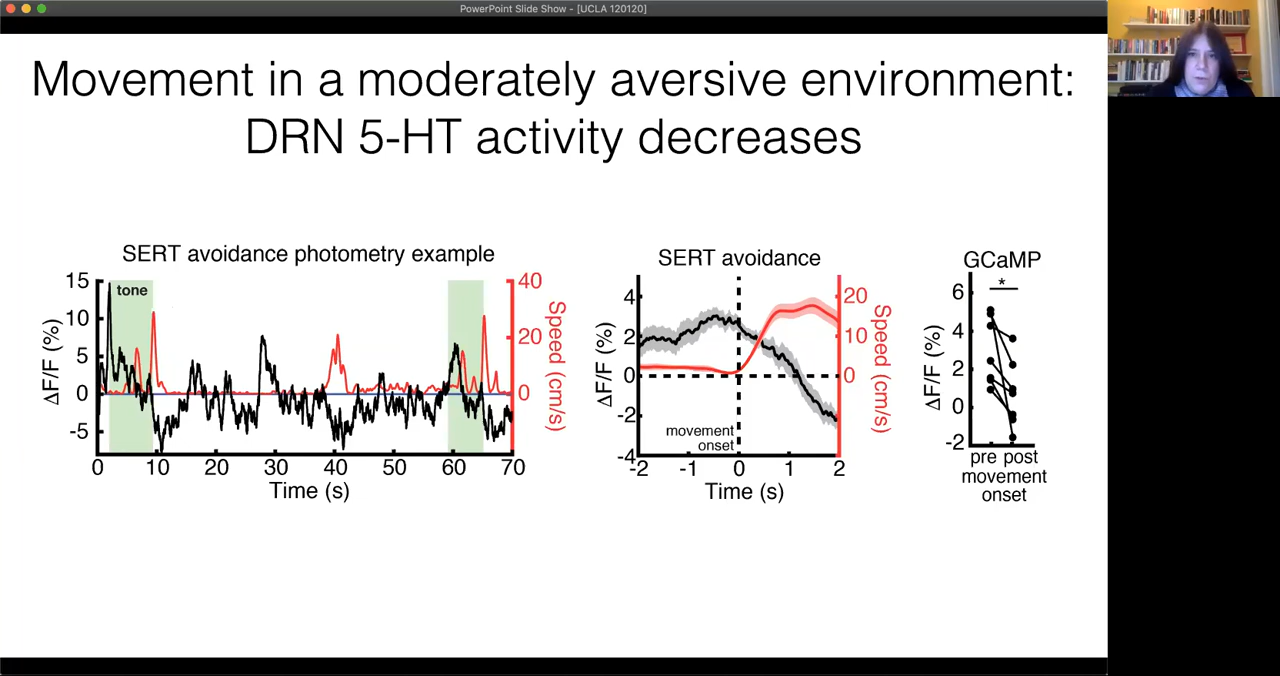 PowerPoint Slide Show - [UCLA 120120]
Movement in a moderately aversive environment:
DRN 5-HT activity decreases
SERT avoidance photometry example
15
10
5
0
-5
ΔF/F (%)
tone
40
20
0
Speed (cm/s)
0 10 20 30 40 50 60 70
Time (s)
SERT avoidance
4
2
0
-2
-4
ΔF/F (%)
movement
onset
20
10
0
Speed (cm/s)
-2 -1 0 1 2
Time (s)
GCaMP
*
6
4
2
0
-2
ΔF/F (%)
pre post
movement
onset